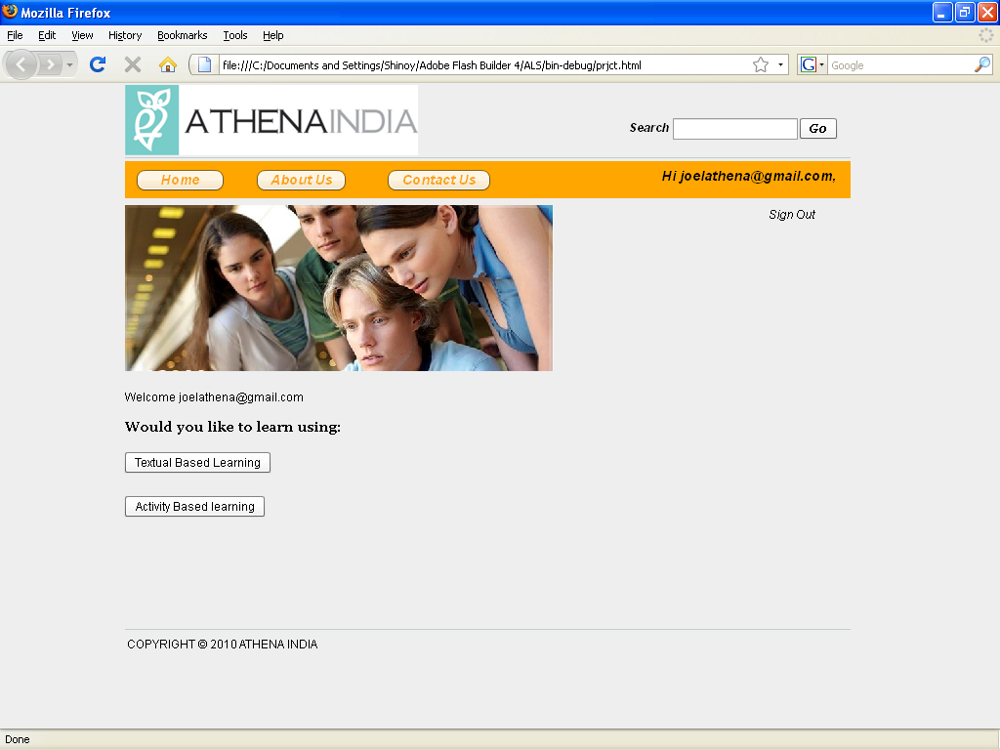 Mozilla Firefox
File Edit View History Bookmarks Tools Help
file:///C:/Documents and Settings/Shinoy/Adobe Flash Builder 4/ALS/bin-debug/prjct.html
G Google
ATHENAINDIA
Search Go
Home About Us Contact Us Hi joelathena@gmail.com,
Sign Out
Welcome joelathena@gmail.com
Would you like to learn using:
Textual Based Learning
Activity Based learning
COPYRIGHT © 2010 ATHENA INDIA
Done